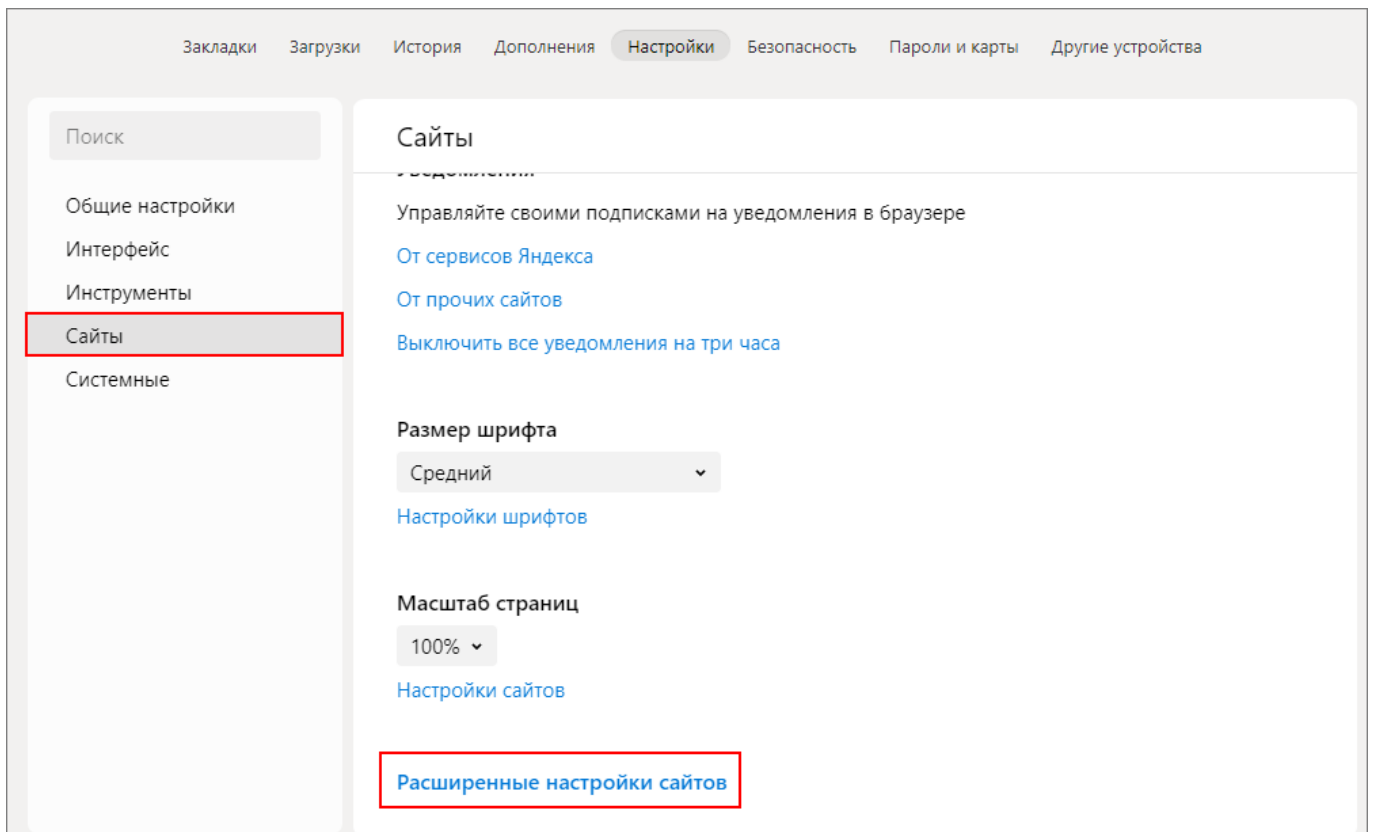 Закладки Загрузки История Дополнения Настройки Безопасность Пароли и карты Другие устройства
Поиск
Общие настройки
Интерфейс
Инструменты
Сайты
Системные
Сайты
Уведомления
Управляйте своими подписками на уведомления в браузере
От сервисов Яндекса
От прочих сайтов
Выключить все уведомления на три часа
Размер шрифта
Средний
Настройки шрифтов
Масштаб страниц
100%
Настройки сайтов
Расширенные настройки сайтов